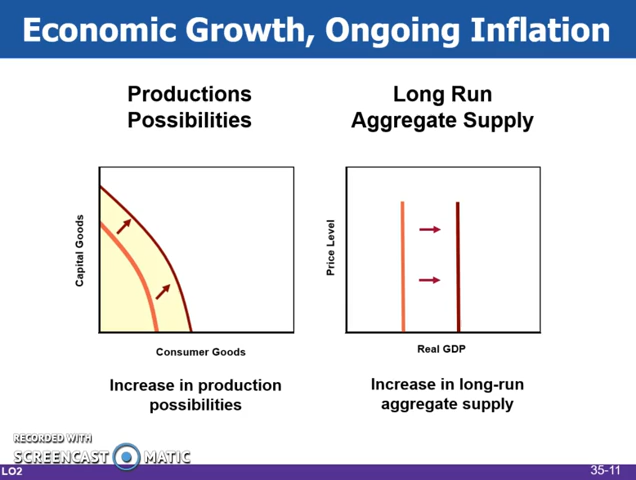 Economic Growth, Ongoing Inflation
Productions
Possibilities
Capital Goods
Consumer Goods
Increase in production
possibilities
Long Run
Aggregate Supply
Price Level
Real GDP
Increase in long-run
aggregate supply
RECORDED WITH
SCREENCAST MATIC
LO2
35-11